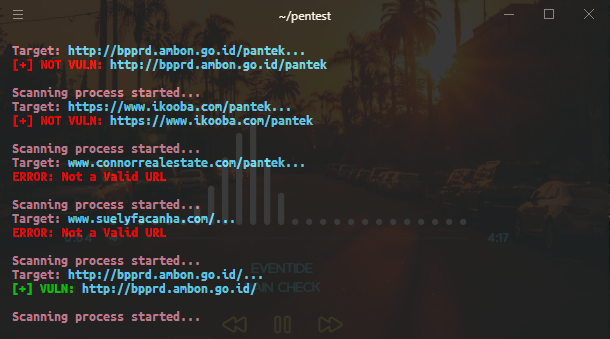 ~/pentest
Target: http://bpprd.ambon.go.id/pantek...
[+] NOT VULN: http://bpprd.ambon.go.id/pantek
Scanning process started...
Target: https://www.ikooba.com/pantek...
[+] NOT VULN: https://www.ikooba.com/pantek
Scanning process started...
Target: www.connorrealestate.com/pantek...
ERROR: Not a Valid URL
Scanning process started...
Target: www.suelyfacanha.com/...
ERROR: Not a Valid URL
4:17
Scanning process started...
Target: http://bpprd.ambon.go.id/...
EVENTIDE
[+] VULN: http://bpprd.ambon.go.id/
AIN CHECK
Scanning process started...